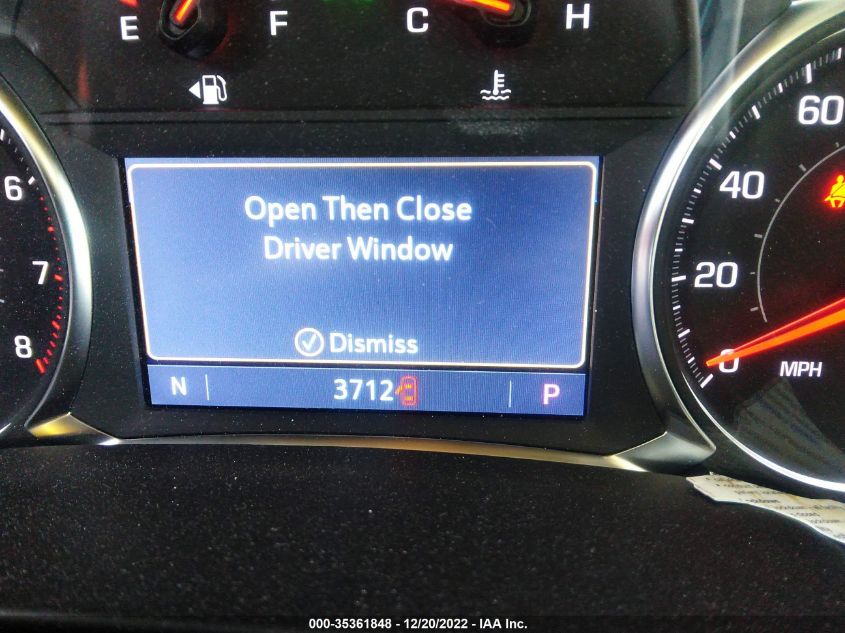 E F C H
60
6 40
7 20
8
0
MPH
Open Then Close
Driver Window
Dismiss
N 3712 P
000-35361848 - 12/20/2022 - IAA Inc.